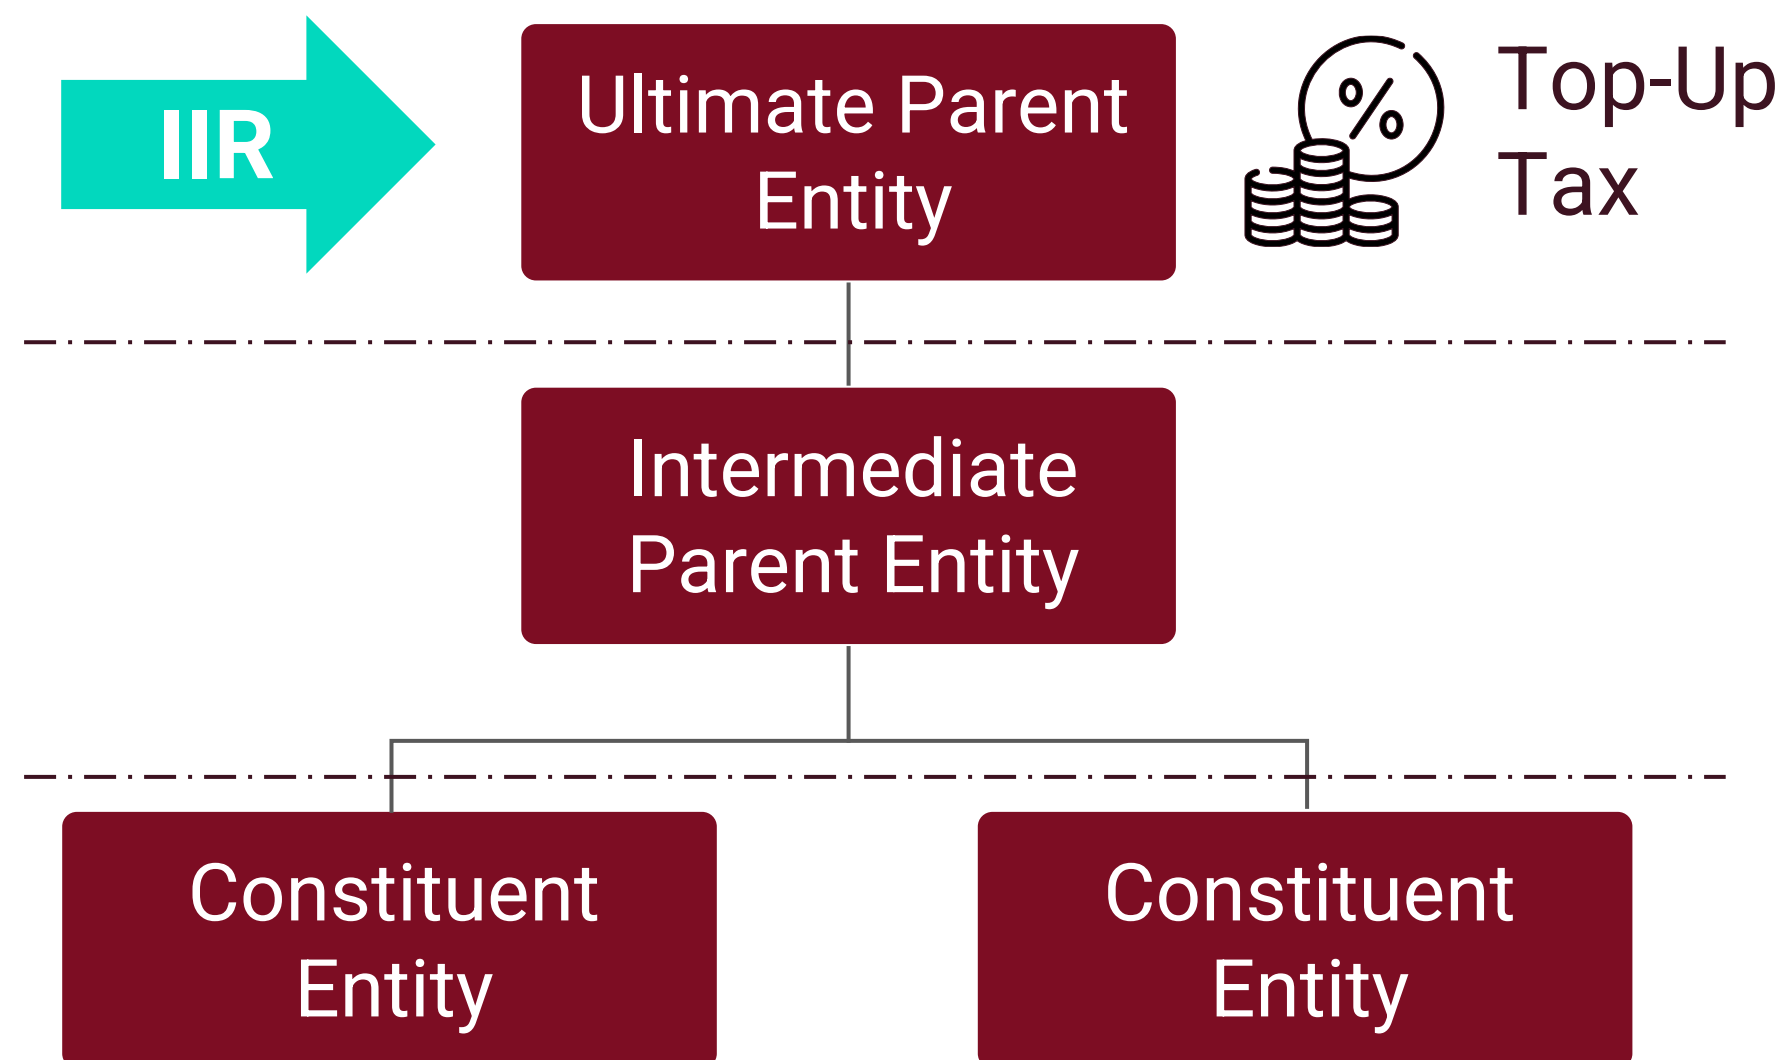 IIR
Ultimate Parent
Entity
%
Top-Up
Tax
Intermediate
Parent Entity
Constituent
Entity
Constituent
Entity